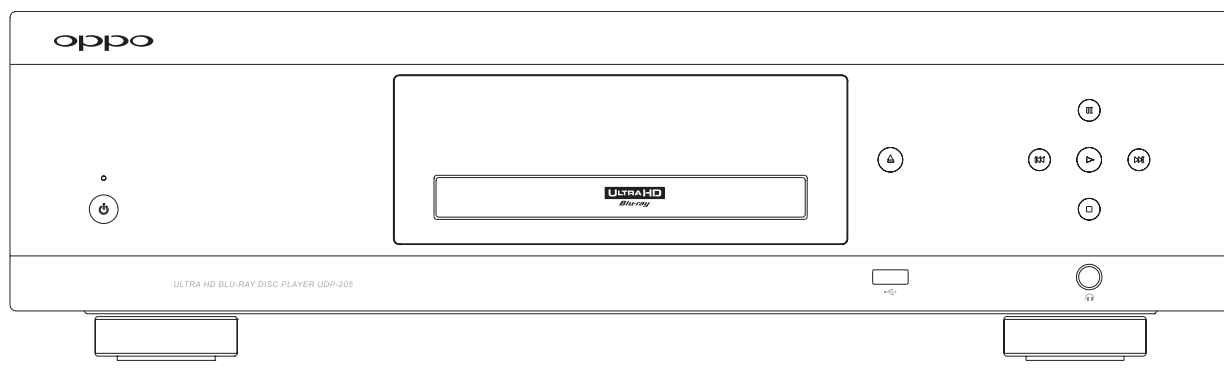 oppo
ULTRA HD
Blu-ray
ULTRA HD BLU-RAY DISC PLAYER UDP-205